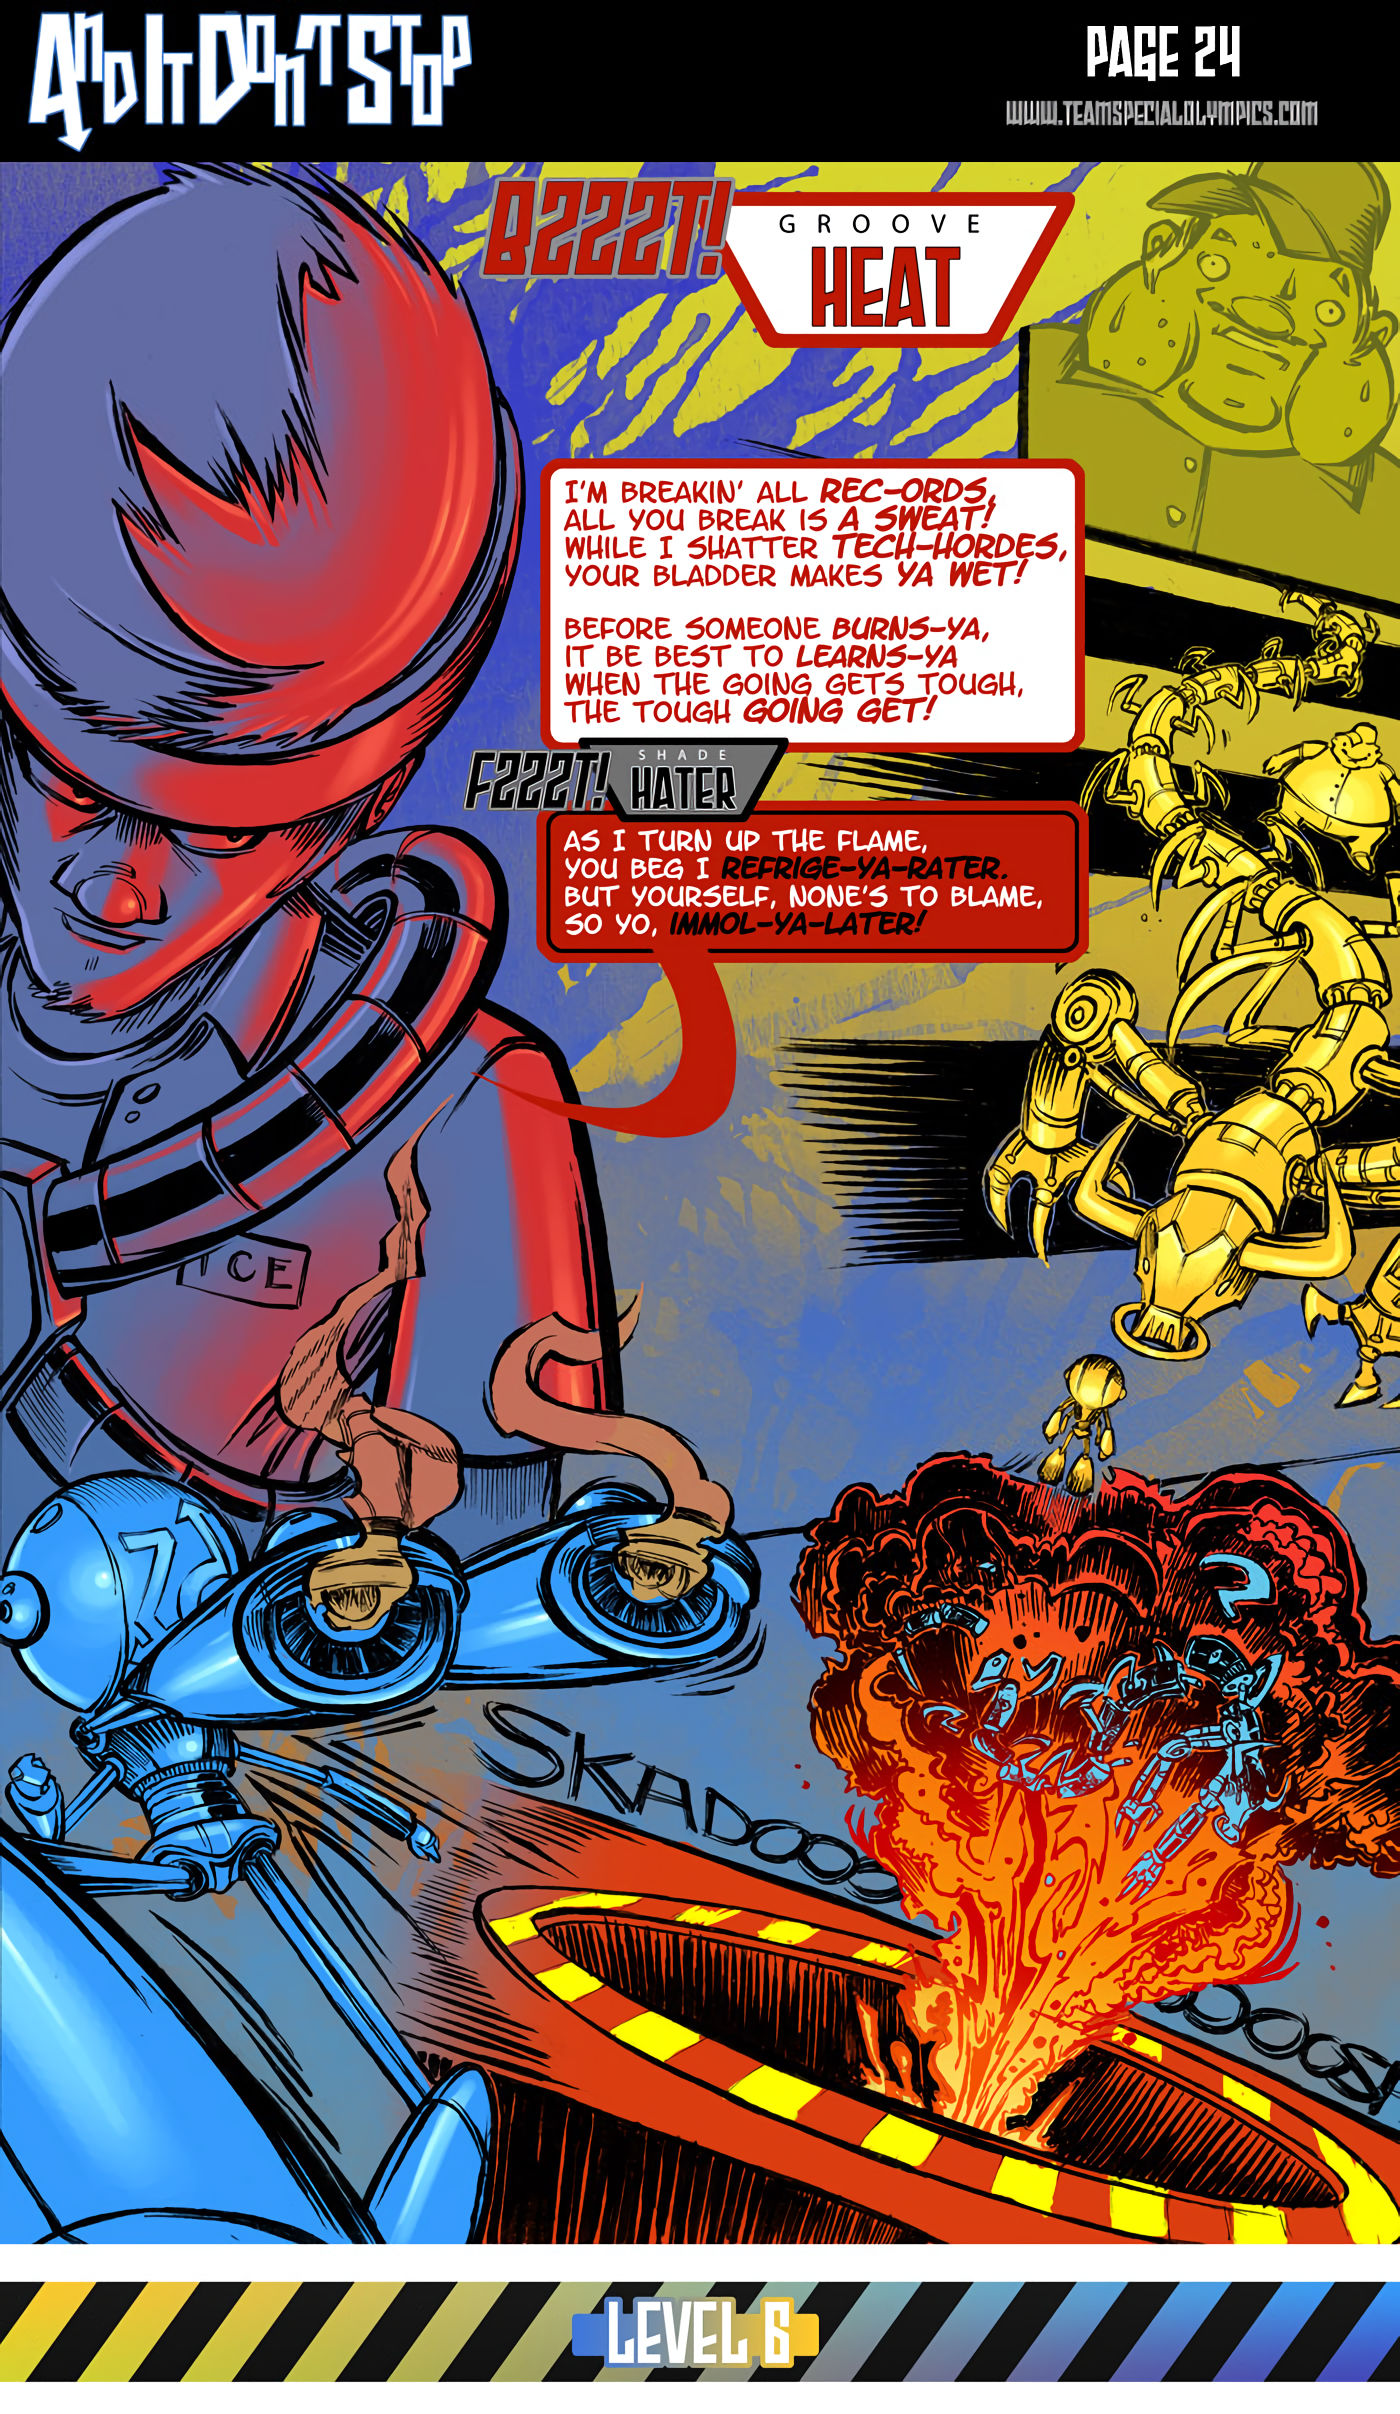 AND IT DON'T STOP
PAGE 24
WWW.TEAMSPECIALOLYMPICS.COM
BZZZT!
GROOVE
HEAT
I'M BREAKIN' ALL REC-ORDS,
ALL YOU BREAK IS A SWEAT!
WHILE I SHATTER TECH-HORDES,
YOUR BLADDER MAKES YA WET!
BEFORE SOMEONE BURNS-YA,
IT BE BEST TO LEARNS-YA
WHEN THE GOING GETS TOUGH,
THE TOUGH GOING GET!
FZZZT!
SHADE
HATER
AS I TURN UP THE FLAME,
YOU BEG I REFRIGE-YA-RATER.
BUT YOURSELF, NONE'S TO BLAME,
SO YO, IMMOL-YA-LATER!
ICE
72
LEVEL 6